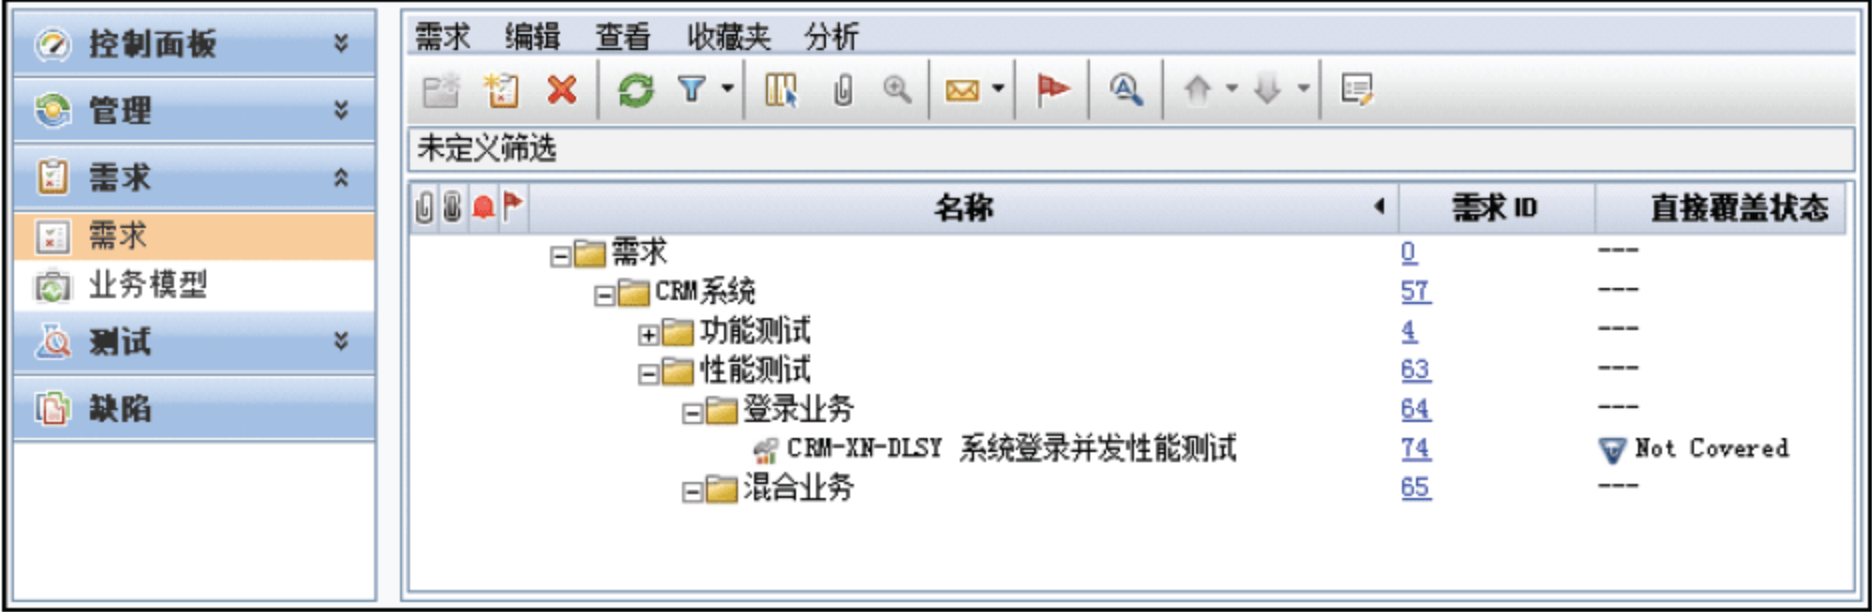 控制面板
管理
需求
需求
业务模型
测试
缺陷
需求 编辑 查看 收藏夹 分析
未定义筛选
名称 需求 ID 直接覆盖状态
需求 0 ---
CRM系统 57 ---
功能测试 4 ---
性能测试 63 ---
登录业务 64 ---
CRM-XN-DLSY 系统登录并发性能测试 74 Not Covered
混合业务 65 ---